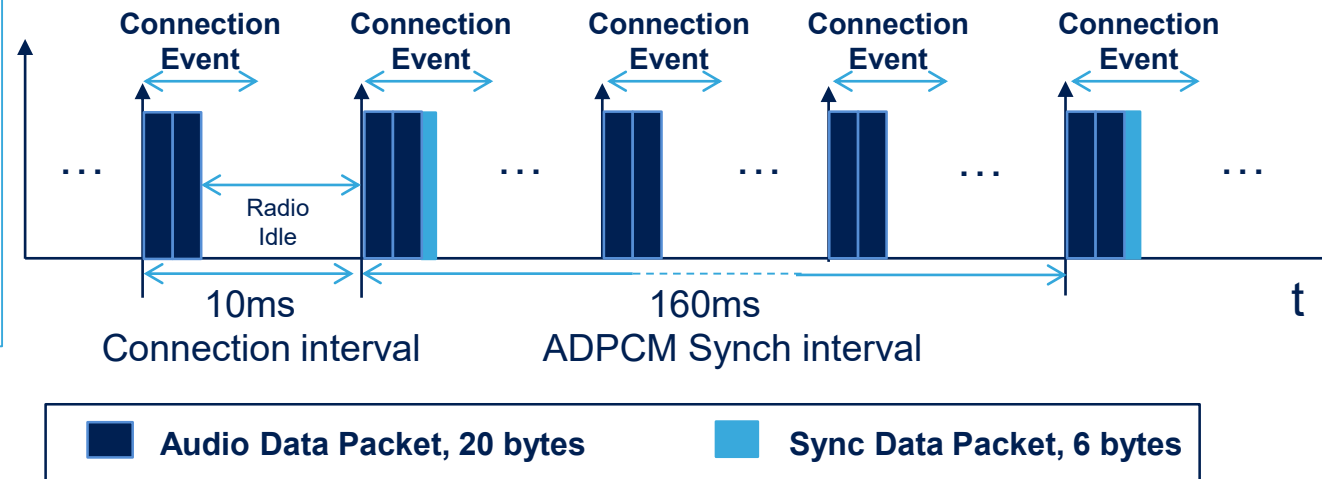 Connection Event
Connection Event
Connection Event
Connection Event
Connection Event
...
...
...
...
...
Radio
Idle
10ms
Connection interval
160ms
ADPCM Synch interval
t
Audio Data Packet, 20 bytes
Sync Data Packet, 6 bytes